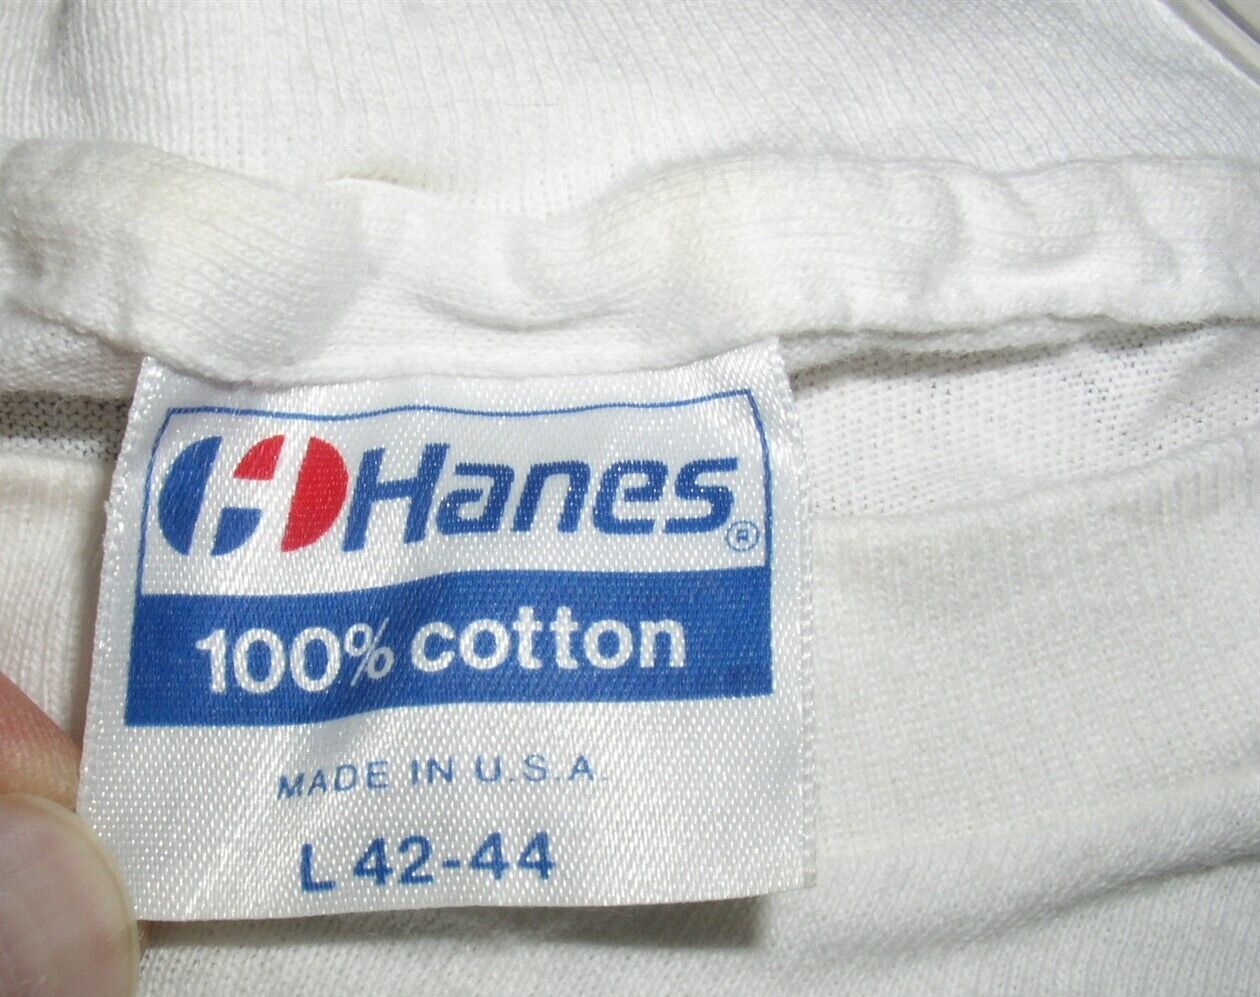 Hanes®
100% cotton
MADE IN U.S.A.
L 42-44